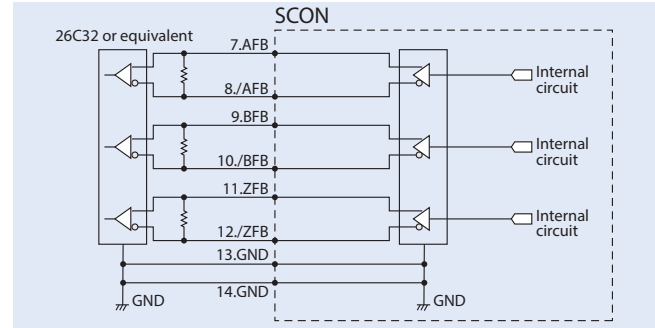 SCON
26C32 or equivalent
7.AFB
8./AFB
Internal
circuit
9.BFB
10./BFB
Internal
circuit
11.ZFB
12./ZFB
Internal
circuit
13.GND
14.GND
GND
GND